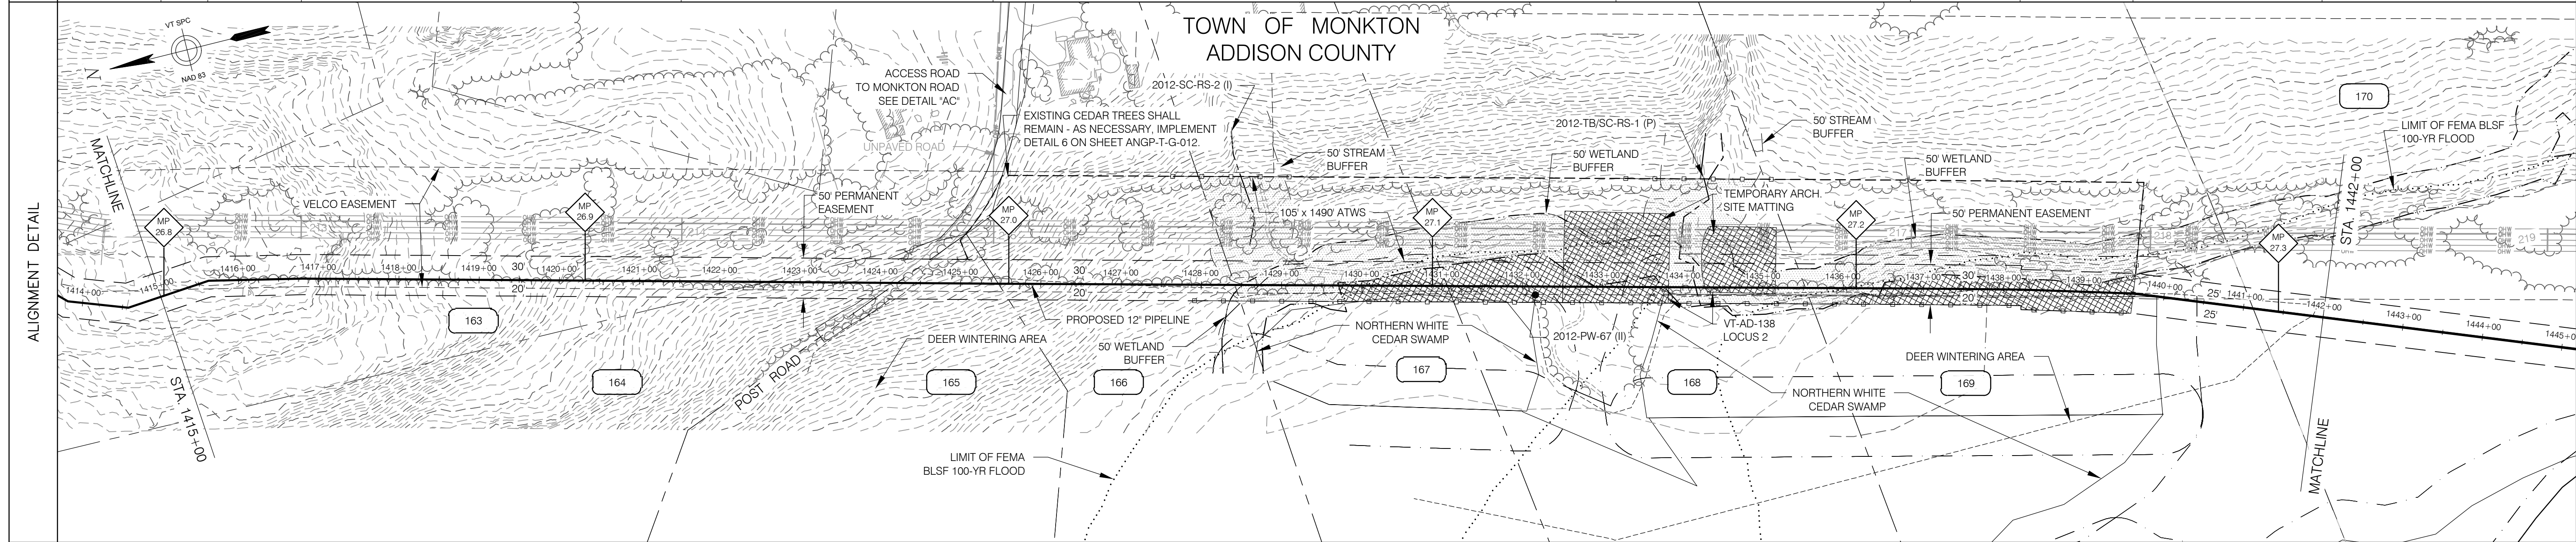 TOWN OF MONKTON
ADDISON COUNTY
ALIGNMENT DETAIL
VT SPC
N
NAD 83
MATCHLINE
STA. 1415+00
MP
26.8
VELCO EASEMENT
MP
26.9
50' PERMANENT
EASEMENT
UNPAVED ROAD
ACCESS ROAD
TO MONKTON ROAD
SEE DETAIL "AC"
EXISTING CEDAR TREES SHALL
REMAIN - AS NECESSARY, IMPLEMENT
DETAIL 6 ON SHEET ANGP-T-G-012.
MP
27.0
2012-SC-RS-2 (I)
50' STREAM
BUFFER
105' x 1490' ATWS
MP
27.1
50' WETLAND
BUFFER
2012-TB/SC-RS-1 (P)
TEMPORARY ARCH.
SITE MATTING
50' STREAM
BUFFER
MP
27.2
50' WETLAND
BUFFER
50' PERMANENT EASEMENT
170
LIMIT OF FEMA BLSF
100-YR FLOOD
MP
27.3
STA. 1442+00
MATCHLINE
214
217
218
219
1414+00
1415+00
1416+00
1417+00
1418+00
1419+00
30'
20'
1420+00
1421+00
1422+00
1423+00
1424+00
1425+00
1426+00
30'
20'
1427+00
1428+00
1429+00
1430+00
1431+00
1432+00
1433+00
1434+00
1435+00
1436+00
1437+00
30'
20'
1438+00
1439+00
1440+00
25'
25'
1441+00
1442+00
1443+00
1444+00
163
164
POST ROAD
DEER WINTERING AREA
165
PROPOSED 12" PIPELINE
50' WETLAND
BUFFER
166
LIMIT OF FEMA
BLSF 100-YR FLOOD
NORTHERN WHITE
CEDAR SWAMP
167
2012-PW-67 (II)
168
VT-AD-138
LOCUS 2
NORTHERN WHITE
CEDAR SWAMP
DEER WINTERING AREA
169